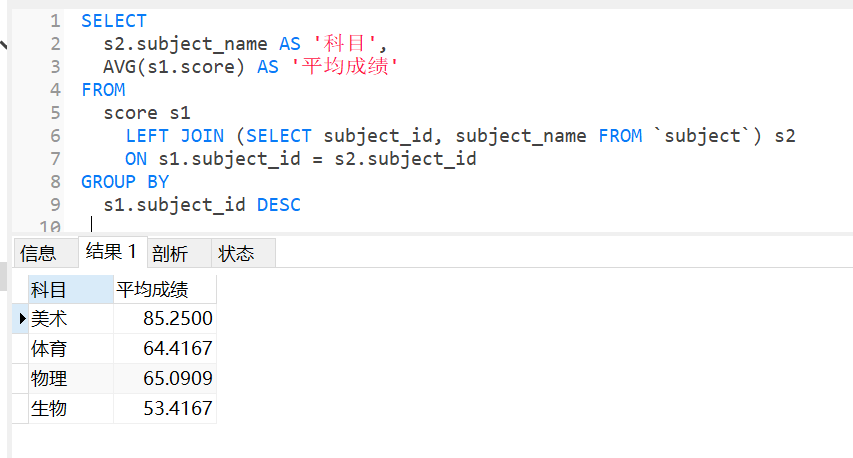 1 SELECT
2 s2.subject_name AS '科目',
3 AVG(s1.score) AS '平均成绩'
4 FROM
5 score s1
6 LEFT JOIN (SELECT subject_id, subject_name FROM `subject`) s2
7 ON s1.subject_id = s2.subject_id
8 GROUP BY
9 s1.subject_id DESC
10
信息 结果 1 剖析 状态
科目 平均成绩
美术 85.2500
体育 64.4167
物理 65.0909
生物 53.4167